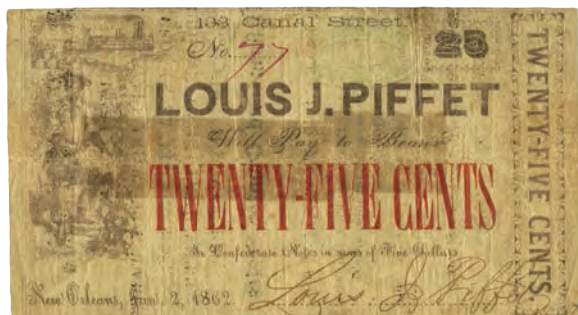 103 Canal Street.
No. 77
25
LOUIS J. PIFFET
Will Pay to Bearer
TWENTY-FIVE CENTS
In Confederate Notes in sums of Five Dollars
New Orleans, Jan. 2, 1862.
Louis. J. Piffet
TWENTY-FIVE CENTS.